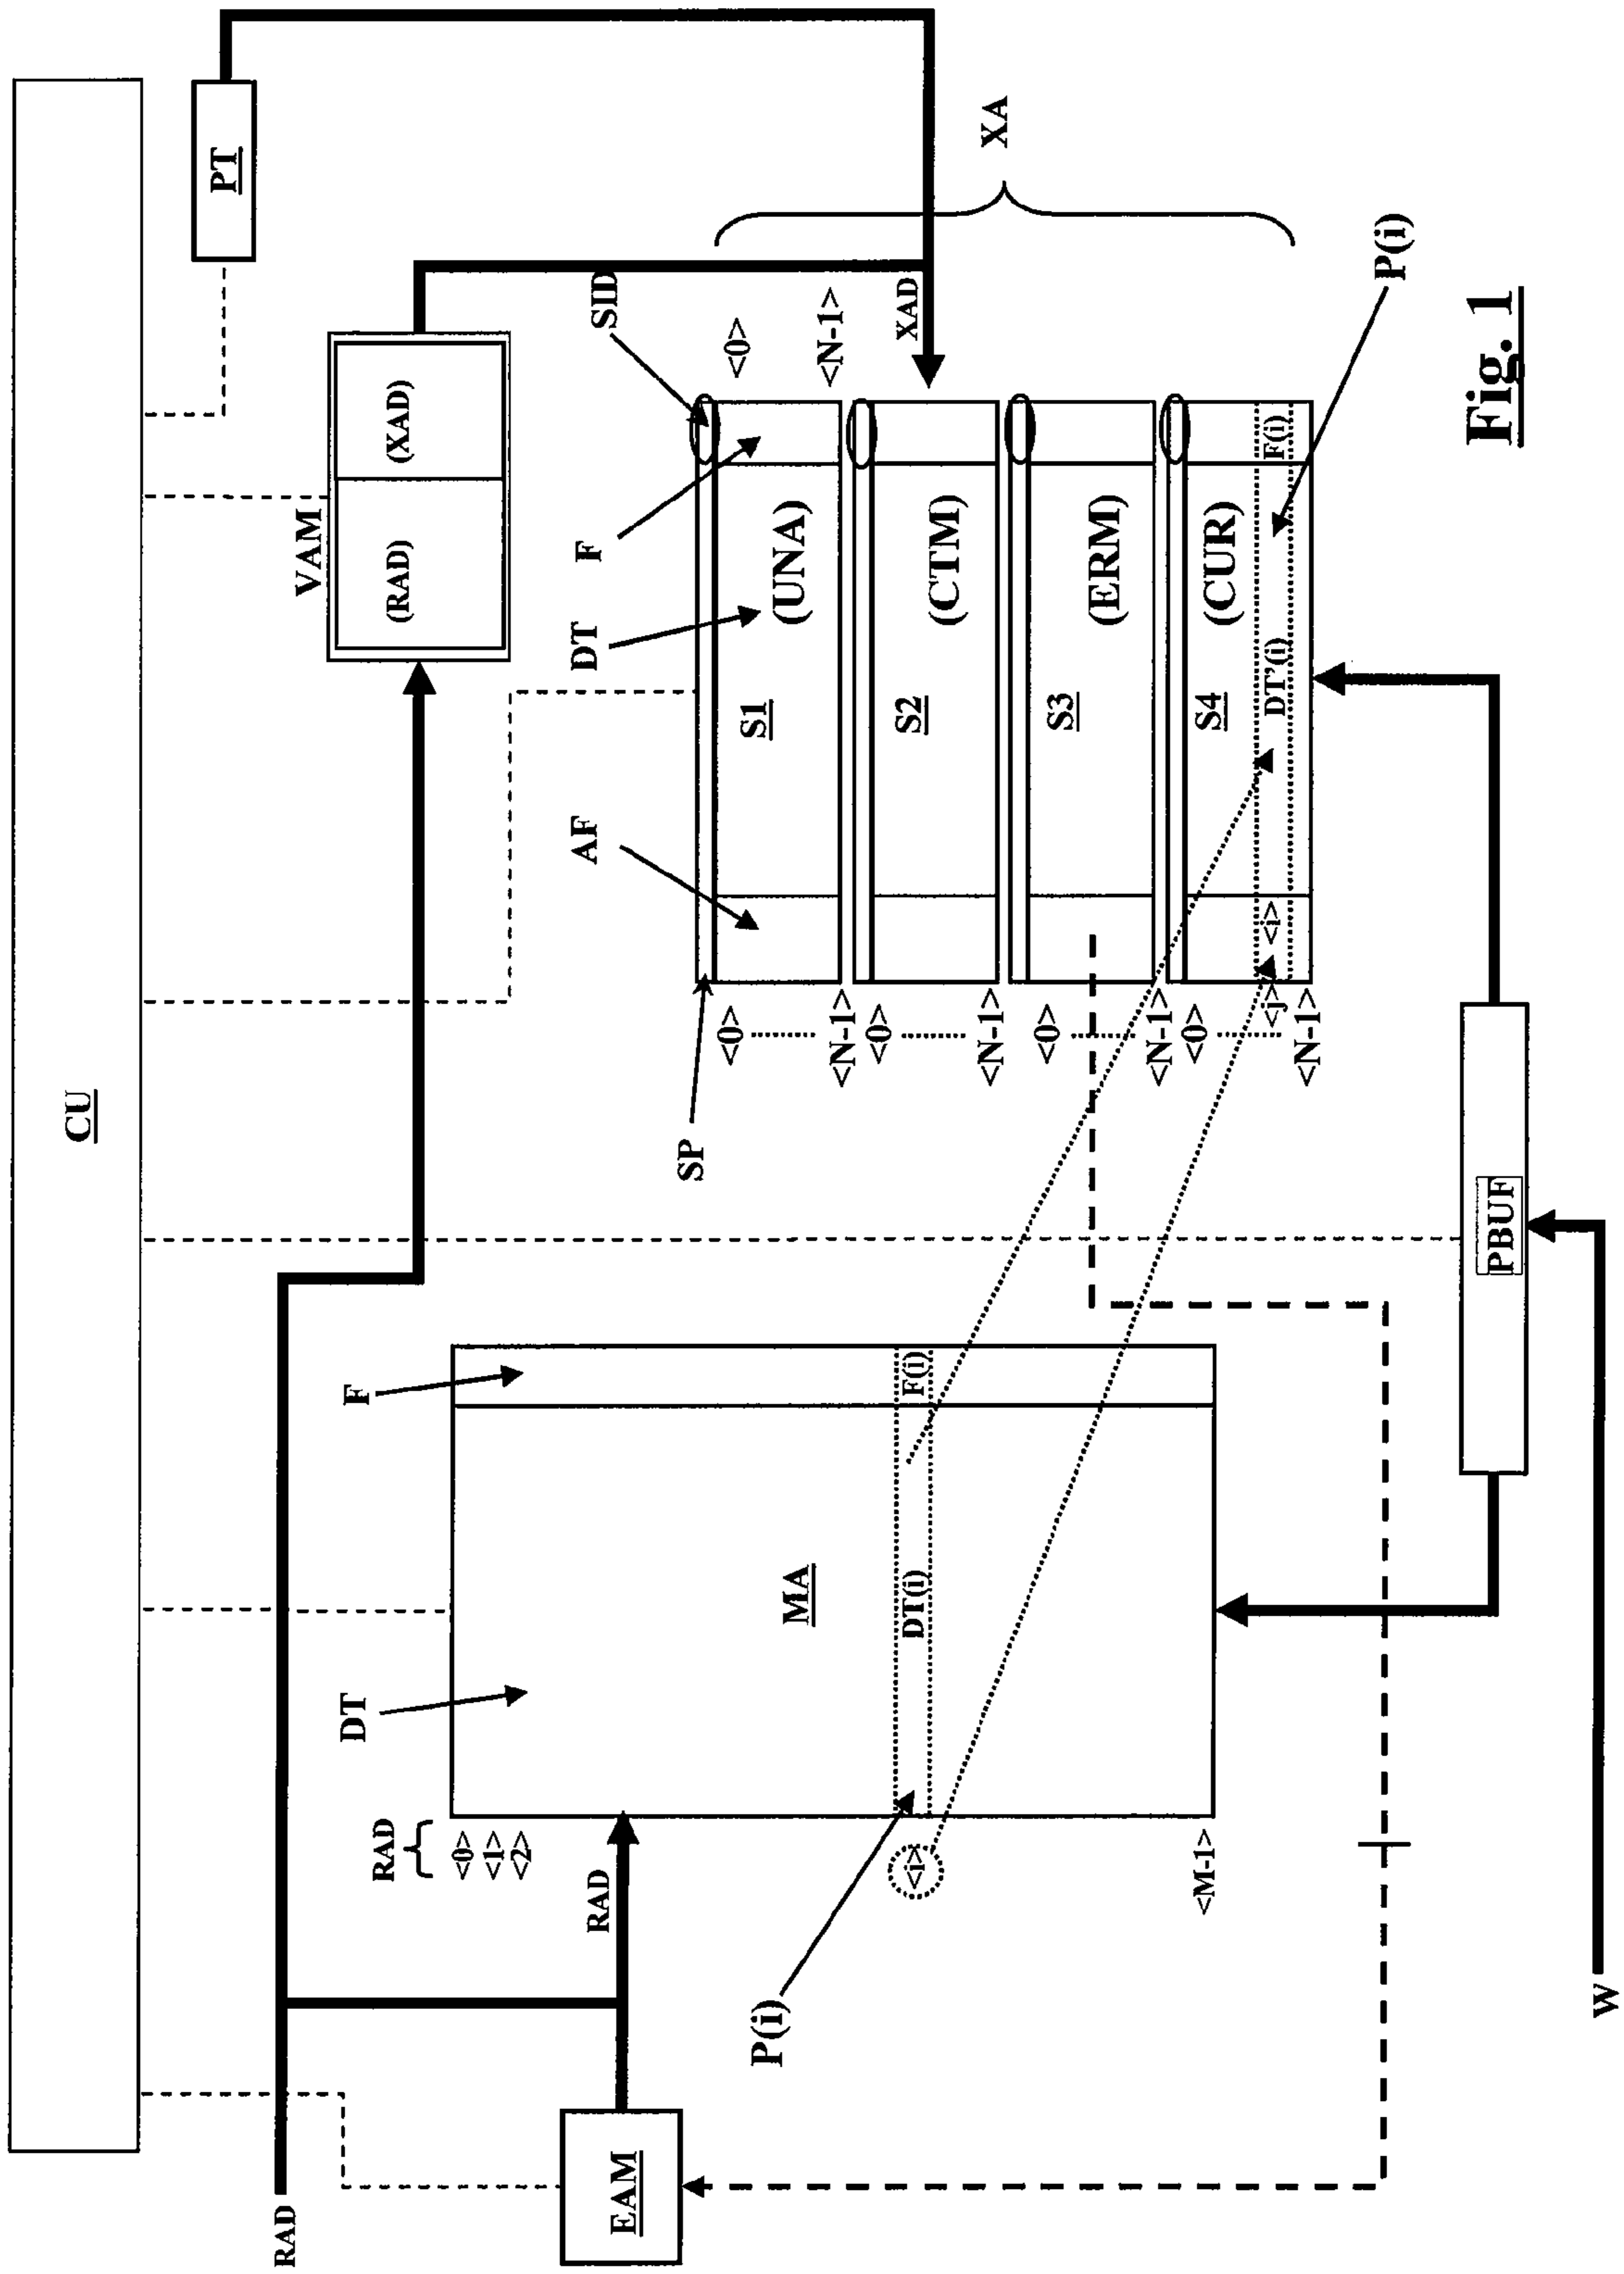 CU
PT
RAD
VAM
(RAD)
(XAD)
EAM
RAD
RAD
<0>
<1>
<2>
<i>
<M-1>
DT
F
MA
DT(i)
F(i)
P(i)
SP
AF
DT
F
SID
<0>
<N-1>
XAD
XA
<0>
<N-1>
S1
(UNA)
<0>
<N-1>
S2
(CTM)
<0>
<N-1>
S3
(ERM)
<0>
<j>
<N-1>
S4
(CUR)
<i>
DT'(i)
F(i)
P(i)
PBUF
W
Fig. 1